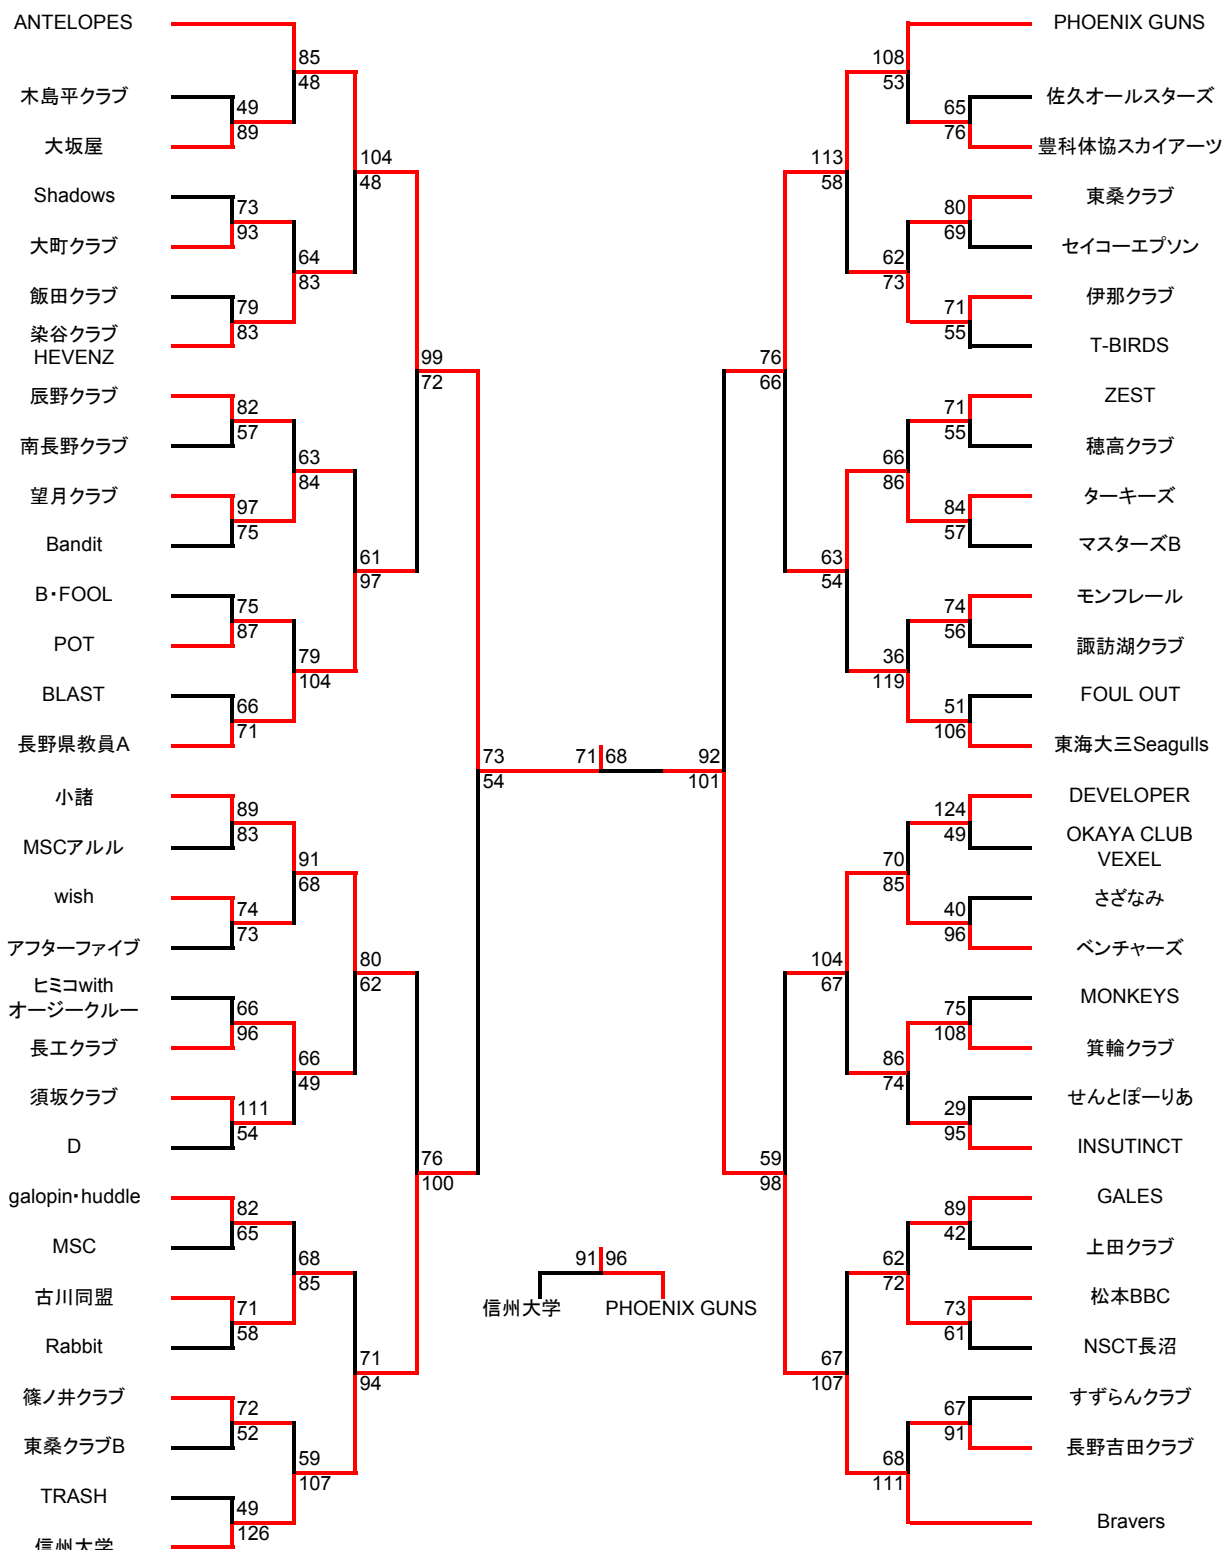 ANTELOPES
85
48
木島平クラブ
49
89
大坂屋
104
48
Shadows
73
93
大町クラブ
64
83
飯田クラブ
79
83
染谷クラブ
HEVENZ
99
72
辰野クラブ
82
57
南長野クラブ
63
84
望月クラブ
97
75
Bandit
61
97
B・FOOL
75
87
POT
79
104
BLAST
66
71
長野県教員A
73
54
小諸
89
83
MSCアルル
91
68
wish
74
73
アフターファイブ
80
62
ヒミコwith
オージークルー
66
96
長工クラブ
66
49
須坂クラブ
111
54
D
76
100
galopin・huddle
82
65
MSC
68
85
古川同盟
71
58
Rabbit
71
94
篠ノ井クラブ
72
52
東桑クラブB
59
107
TRASH
49
126
信州大学
71 68
91 96
信州大学 PHOENIX GUNS
PHOENIX GUNS
108
53
佐久オールスターズ
65
76
豊科体協スカイアーツ
113
58
東桑クラブ
80
69
セイコーエプソン
62
73
伊那クラブ
71
55
T-BIRDS
76
66
ZEST
71
55
穂高クラブ
66
86
ターキーズ
84
57
マスターズB
63
54
モンフレール
74
56
諏訪湖クラブ
36
119
FOUL OUT
51
106
東海大三Seagulls
92
101
DEVELOPER
124
49
OKAYA CLUB
VEXEL
70
85
さざなみ
40
96
ベンチャーズ
104
67
MONKEYS
75
108
箕輪クラブ
86
74
せんとぽーりあ
29
95
INSUTINCT
59
98
GALES
89
42
上田クラブ
62
72
松本BBC
73
61
NSCT長沼
67
107
すずらんクラブ
67
91
長野吉田クラブ
68
111
Bravers